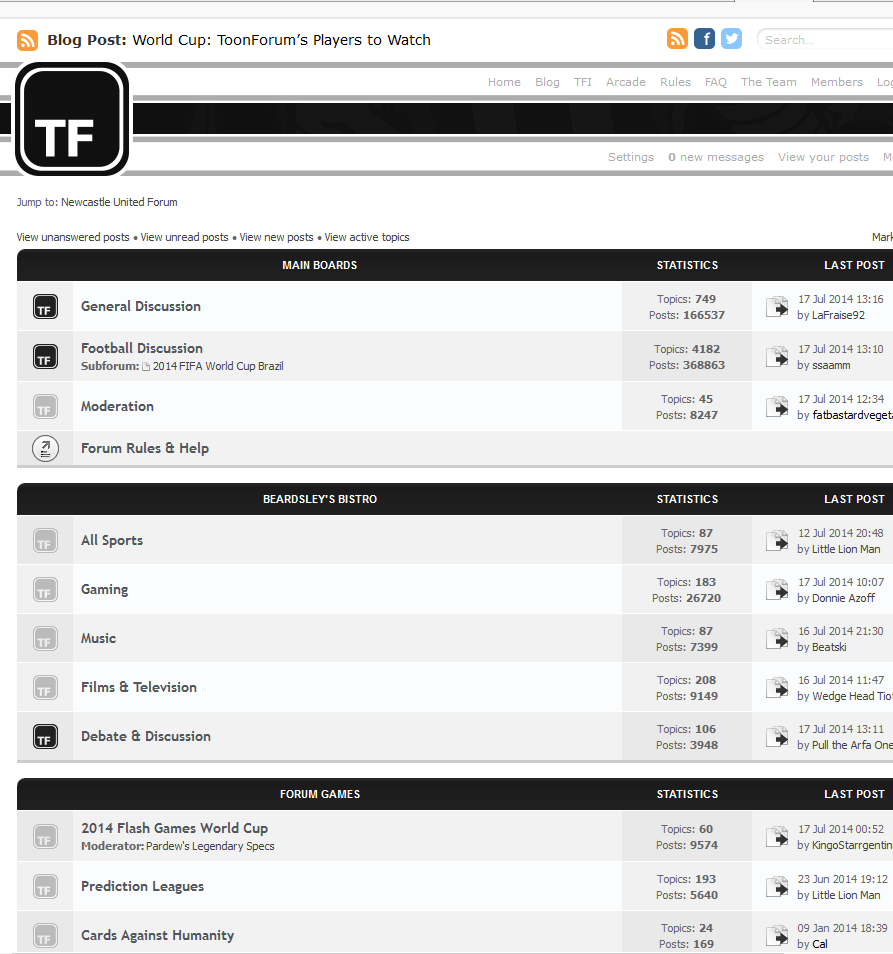 Blog Post: World Cup: ToonForum's Players to Watch
f
Search...
Home Blog TFI Arcade Rules FAQ The Team Members Log
TF
Settings 0 new messages View your posts M
Jump to: Newcastle United Forum
View unanswered posts • View unread posts • View new posts • View active topics
Mark
MAIN BOARDS STATISTICS LAST POST
TF
General Discussion
Topics: 749
Posts: 166537
17 Jul 2014 13:16
by LaFraise92
TF
Football Discussion
Subforum: 2014 FIFA World Cup Brazil
Topics: 4182
Posts: 368863
17 Jul 2014 13:10
by ssaamm
TF
Moderation
Topics: 45
Posts: 8247
17 Jul 2014 12:34
by fatbastardvegeta
Forum Rules & Help
BEARDSLEY'S BISTRO STATISTICS LAST POST
TF
All Sports
Topics: 87
Posts: 7975
12 Jul 2014 20:48
by Little Lion Man
TF
Gaming
Topics: 183
Posts: 26720
17 Jul 2014 10:07
by Donnie Azoff
TF
Music
Topics: 87
Posts: 7399
16 Jul 2014 21:30
by Beatski
TF
Films & Television
Topics: 208
Posts: 9149
16 Jul 2014 11:47
by Wedge Head Tiot
TF
Debate & Discussion
Topics: 106
Posts: 3948
17 Jul 2014 13:11
by Pull the Arfa One
FORUM GAMES STATISTICS LAST POST
TF
2014 Flash Games World Cup
Moderator: Pardew's Legendary Specs
Topics: 60
Posts: 9574
17 Jul 2014 00:52
by KingoStarrgentin
TF
Prediction Leagues
Topics: 193
Posts: 5640
23 Jun 2014 19:12
by Little Lion Man
TF
Cards Against Humanity
Topics: 24
Posts: 169
09 Jan 2014 18:39
by Cal